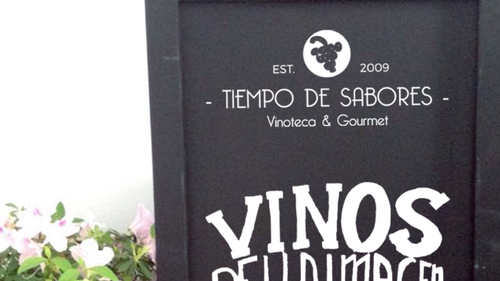 EST. 2009
- TIEMPO DE SABORES -
Vinoteca & Gourmet
VINOS